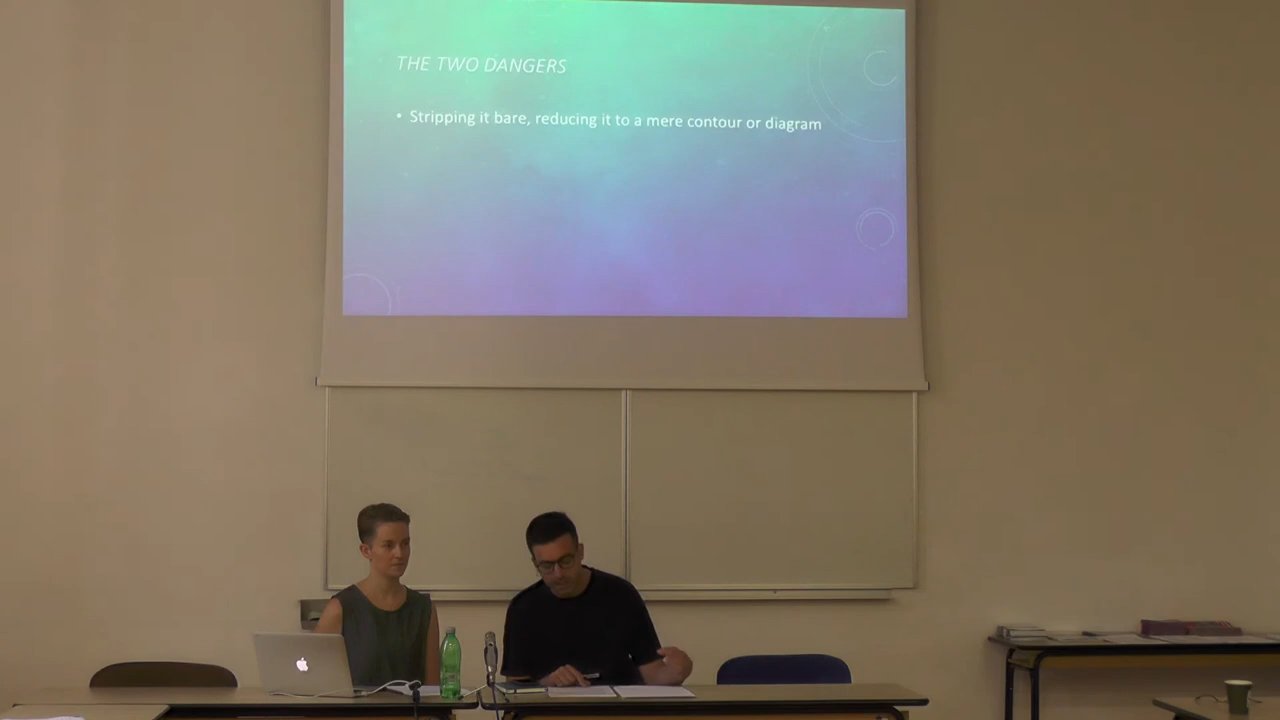 THE TWO DANGERS
• Stripping it bare, reducing it to a mere contour or diagram